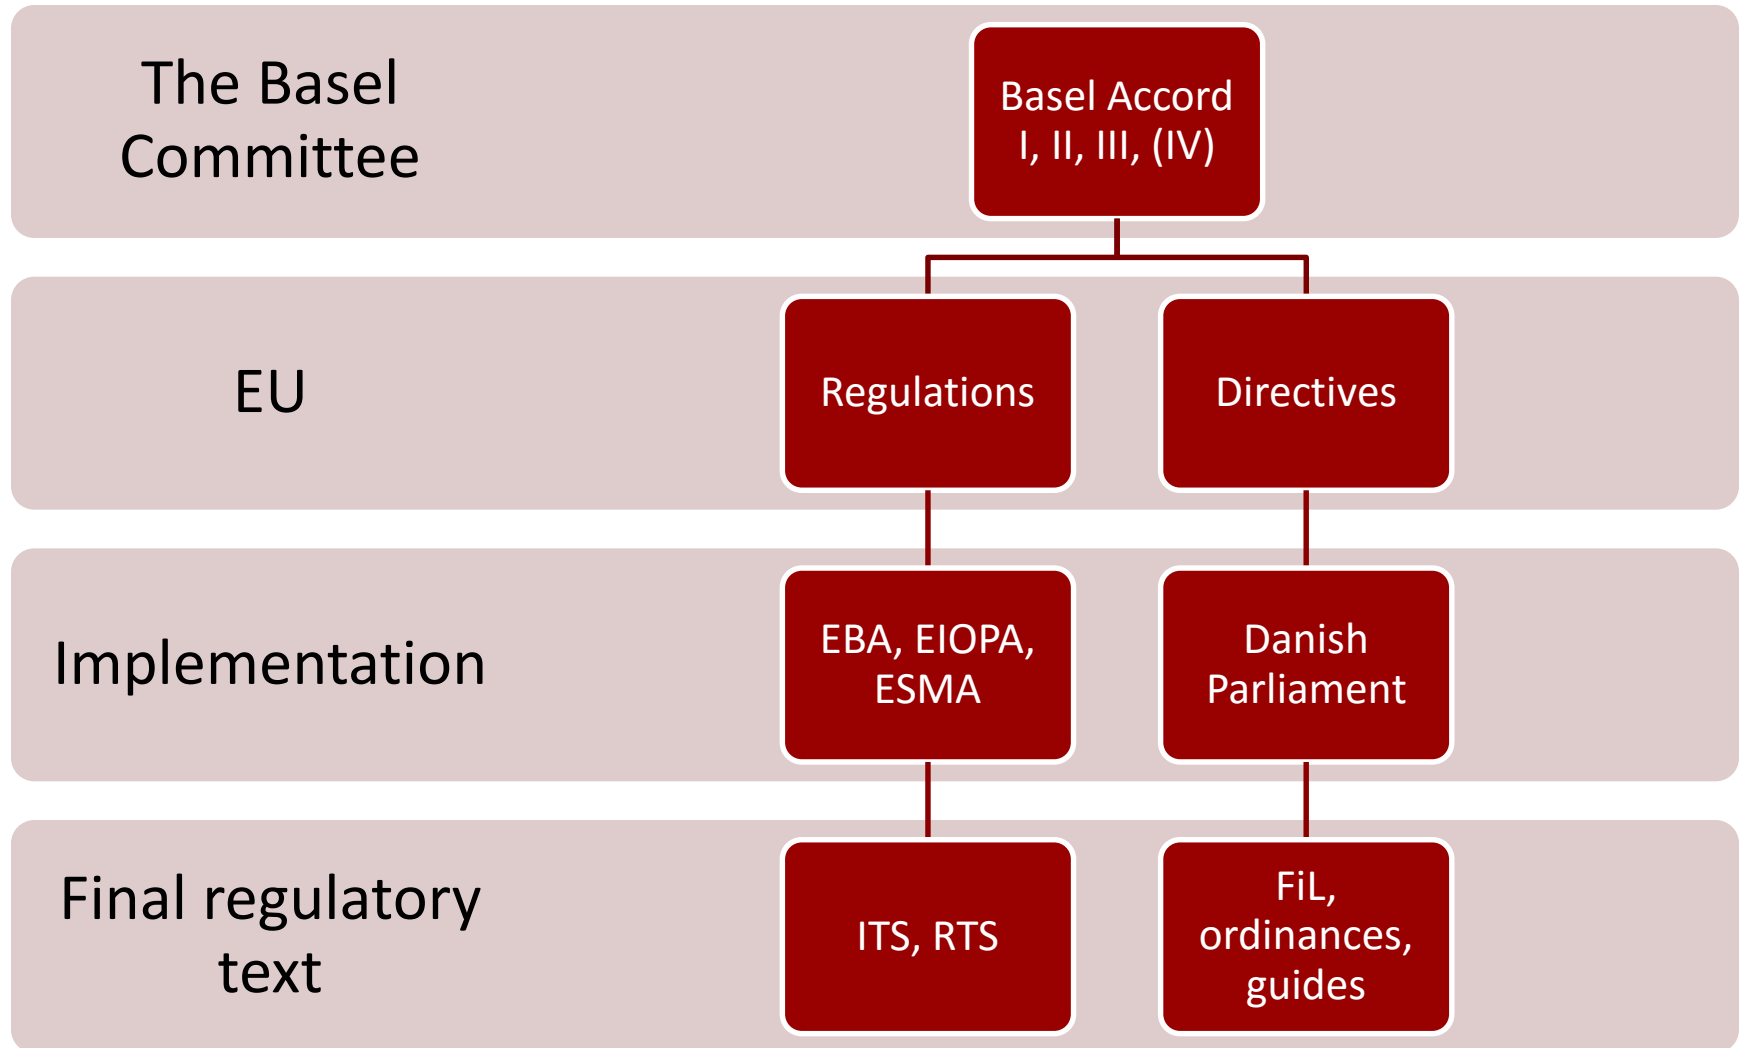 The Basel
Committee
Basel Accord
I, II, III, (IV)
EU
Regulations
Directives
Implementation
EBA, EIOPA,
ESMA
Danish
Parliament
Final regulatory
text
ITS, RTS
FiL,
ordinances,
guides